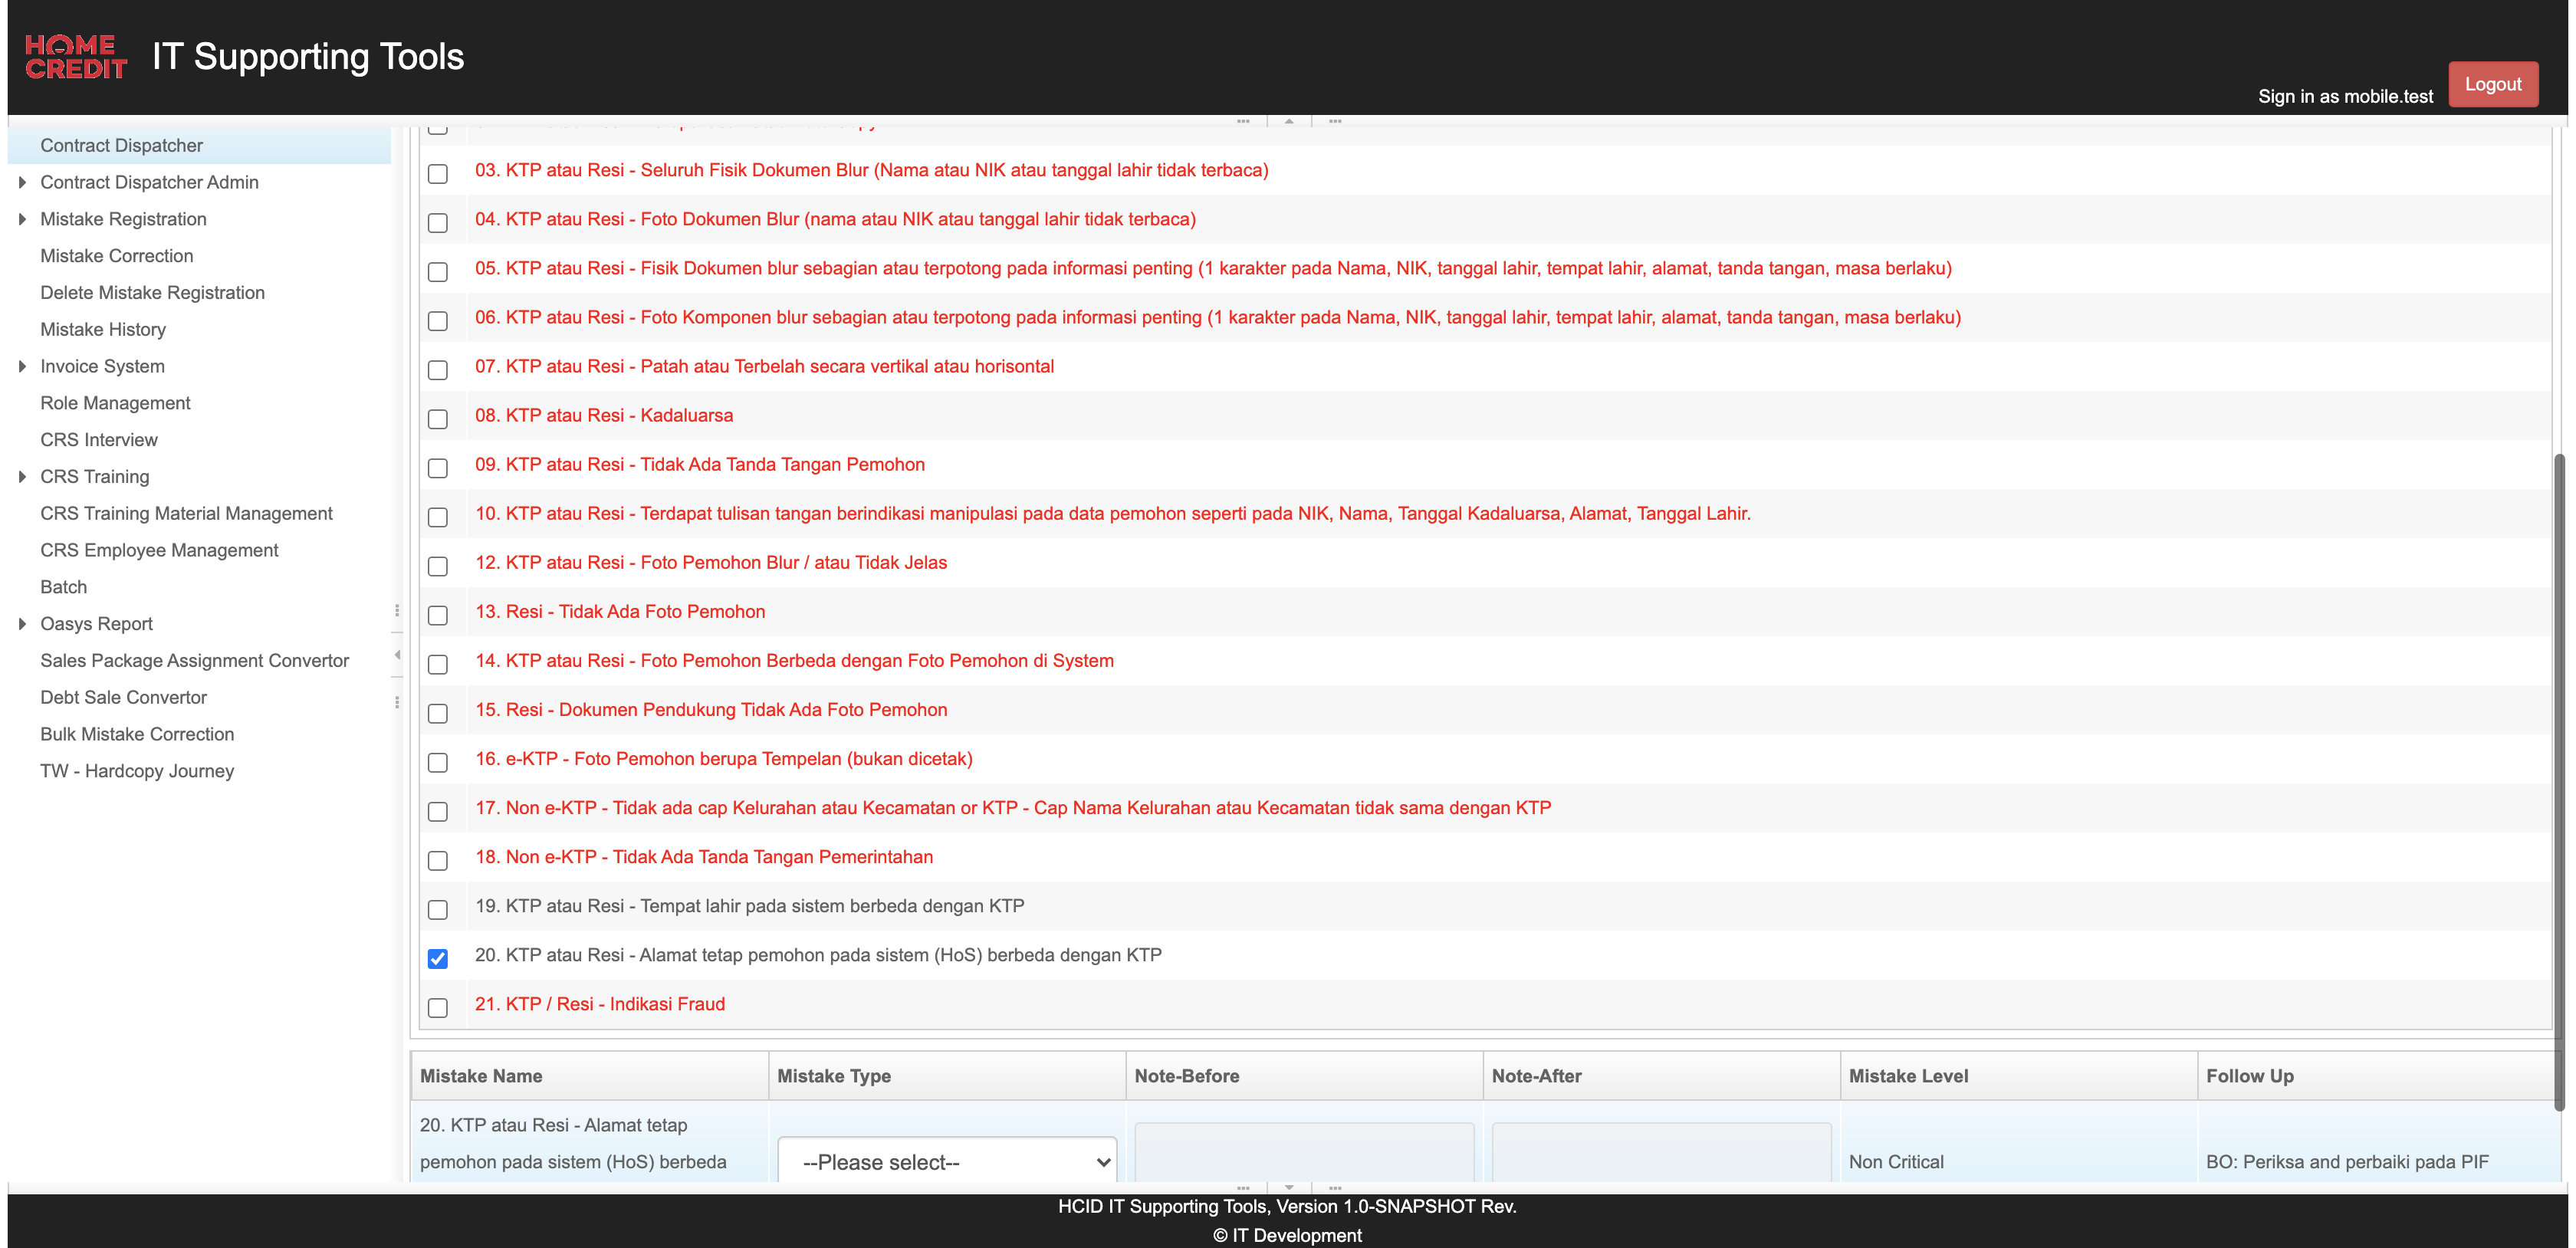 HOME
CREDIT
IT Supporting Tools
Sign in as mobile.test
Logout
Contract Dispatcher
Contract Dispatcher Admin
Mistake Registration
Mistake Correction
Delete Mistake Registration
Mistake History
Invoice System
Role Management
CRS Interview
CRS Training
CRS Training Material Management
CRS Employee Management
Batch
Oasys Report
Sales Package Assignment Convertor
Debt Sale Convertor
Bulk Mistake Correction
TW - Hardcopy Journey
03. KTP atau Resi - Seluruh Fisik Dokumen Blur (Nama atau NIK atau tanggal lahir tidak terbaca)
04. KTP atau Resi - Foto Dokumen Blur (nama atau NIK atau tanggal lahir tidak terbaca)
05. KTP atau Resi - Fisik Dokumen blur sebagian atau terpotong pada informasi penting (1 karakter pada Nama, NIK, tanggal lahir, tempat lahir, alamat, tanda tangan, masa berlaku)
06. KTP atau Resi - Foto Komponen blur sebagian atau terpotong pada informasi penting (1 karakter pada Nama, NIK, tanggal lahir, tempat lahir, alamat, tanda tangan, masa berlaku)
07. KTP atau Resi - Patah atau Terbelah secara vertikal atau horisontal
08. KTP atau Resi - Kadaluarsa
09. KTP atau Resi - Tidak Ada Tanda Tangan Pemohon
10. KTP atau Resi - Terdapat tulisan tangan berindikasi manipulasi pada data pemohon seperti pada NIK, Nama, Tanggal Kadaluarsa, Alamat, Tanggal Lahir.
12. KTP atau Resi - Foto Pemohon Blur / atau Tidak Jelas
13. Resi - Tidak Ada Foto Pemohon
14. KTP atau Resi - Foto Pemohon Berbeda dengan Foto Pemohon di System
15. Resi - Dokumen Pendukung Tidak Ada Foto Pemohon
16. e-KTP - Foto Pemohon berupa Tempelan (bukan dicetak)
17. Non e-KTP - Tidak ada cap Kelurahan atau Kecamatan or KTP - Cap Nama Kelurahan atau Kecamatan tidak sama dengan KTP
18. Non e-KTP - Tidak Ada Tanda Tangan Pemerintahan
19. KTP atau Resi - Tempat lahir pada sistem berbeda dengan KTP
20. KTP atau Resi - Alamat tetap pemohon pada sistem (HoS) berbeda dengan KTP
21. KTP / Resi - Indikasi Fraud
Mistake Name
Mistake Type
Note-Before
Note-After
Mistake Level
Follow Up
20. KTP atau Resi - Alamat tetap
pemohon pada sistem (HoS) berbeda
--Please select--
Non Critical
BO: Periksa and perbaiki pada PIF
HCID IT Supporting Tools, Version 1.0-SNAPSHOT Rev.
© IT Development